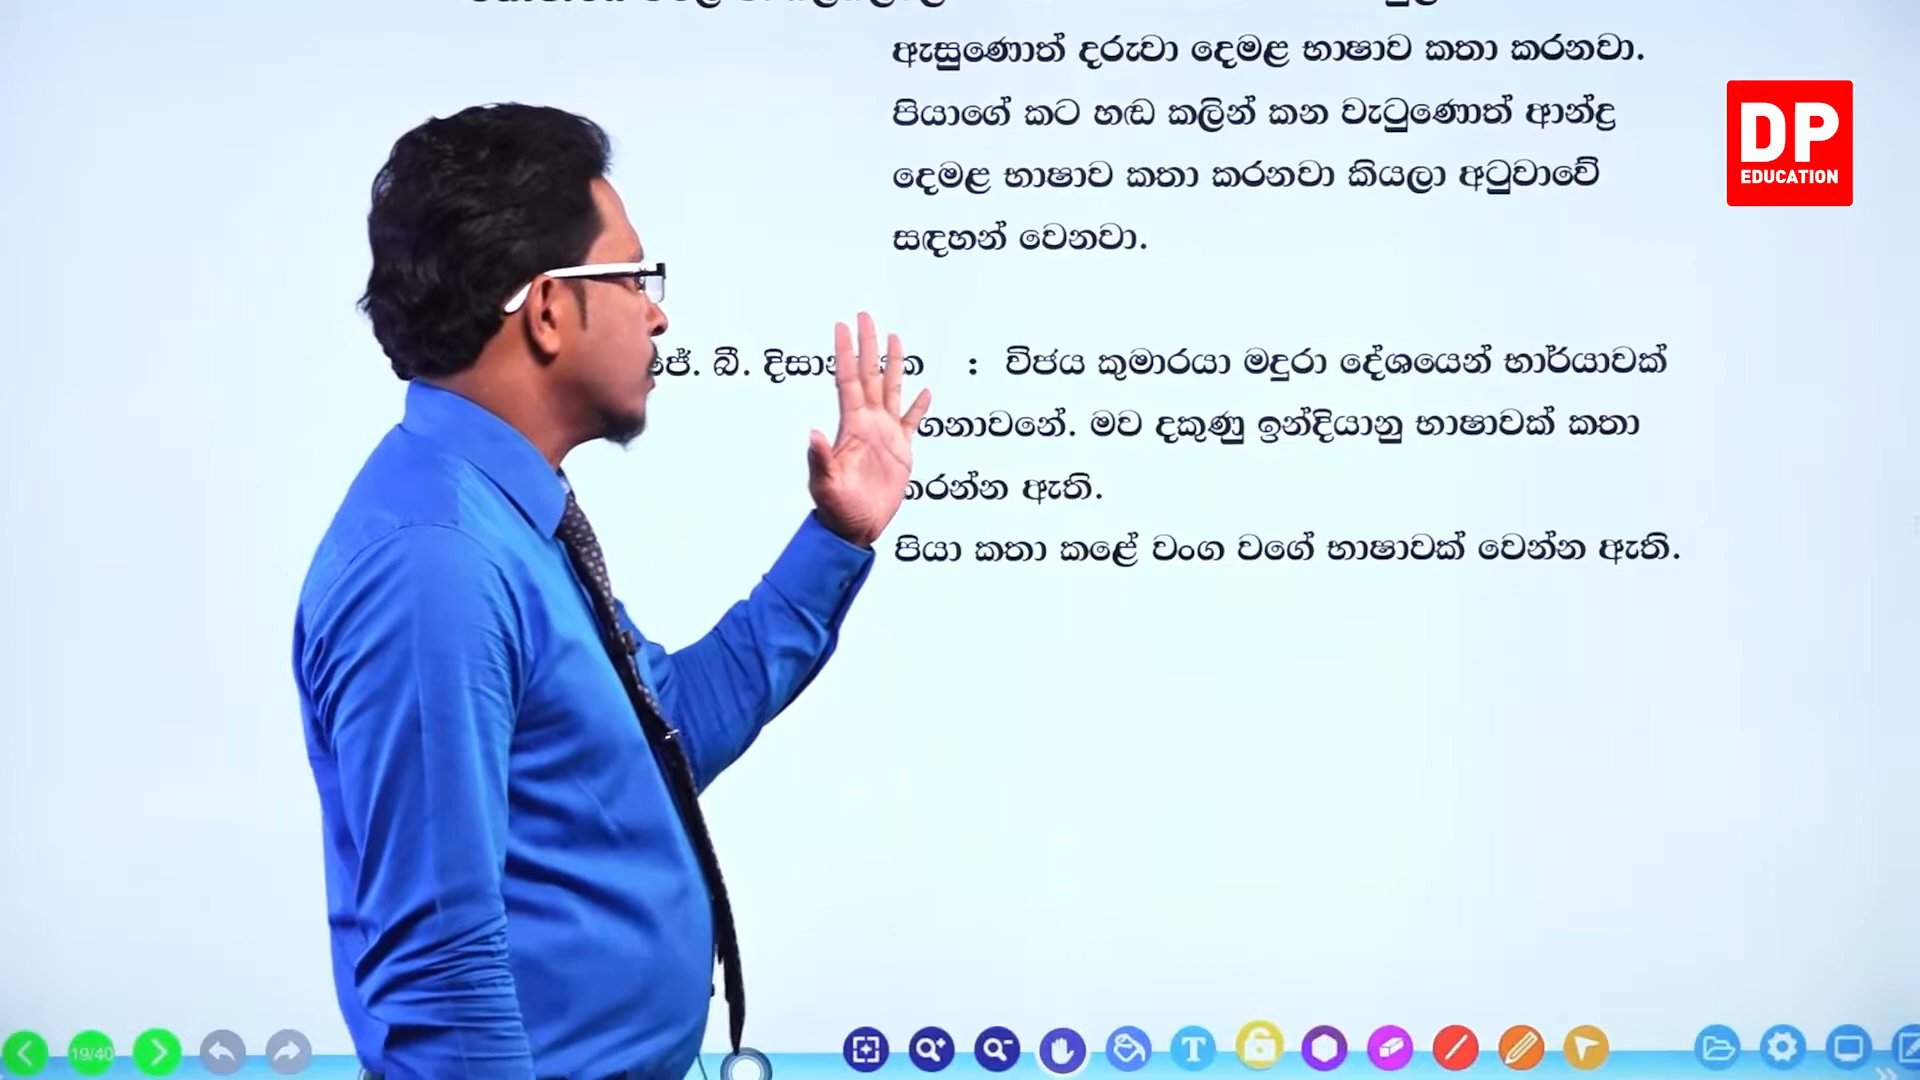 ඇසුණොත් දරුවා දෙමළ භාෂාව කතා කරනවා.
පියාගේ කට හඬ කලින් කන වැටුණොත් ආන්ද්‍ර
දෙමළ භාෂාව කතා කරනවා කියලා අටුවාවේ
සඳහන් වෙනවා.
ජේ. බී. : විජය කුමාරයා මදුරා දේශයෙන් භාර්යාවක්
ගෙනාවනේ. මව දකුණු ඉන්දියානු භාෂාවක් කතා
කරන්න ඇති.
පියා කතා කළේ වංග වගේ භාෂාවක් වෙන්න ඇති.
DP
EDUCATION
19/40
T